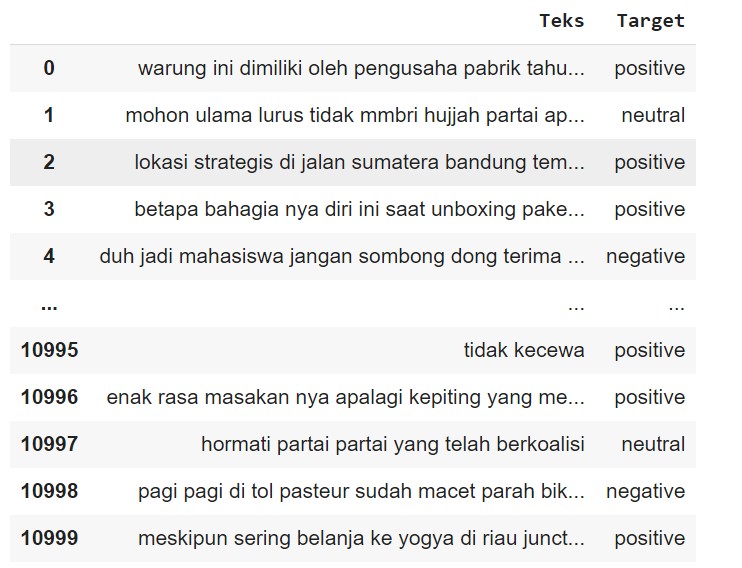 Teks Target
0 warung ini dimiliki oleh pengusaha pabrik tahu... positive
1 mohon ulama lurus tidak mmbri hujjah partai ap... neutral
2 lokasi strategis di jalan sumatera bandung tem... positive
3 betapa bahagia nya diri ini saat unboxing pake... positive
4 duh jadi mahasiswa jangan sombong dong terima ... negative
... ... ...
10995 tidak kecewa positive
10996 enak rasa masakan nya apalagi kepiting yang me... positive
10997 hormati partai partai yang telah berkoalisi neutral
10998 pagi pagi di tol pasteur sudah macet parah bik... negative
10999 meskipun sering belanja ke yogya di riau junct... positive